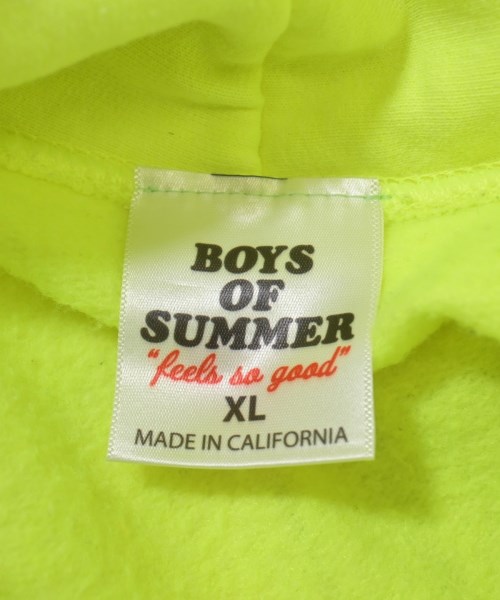 BOYS
OF
SUMMER
"feels so good"
XL
MADE IN CALIFORNIA